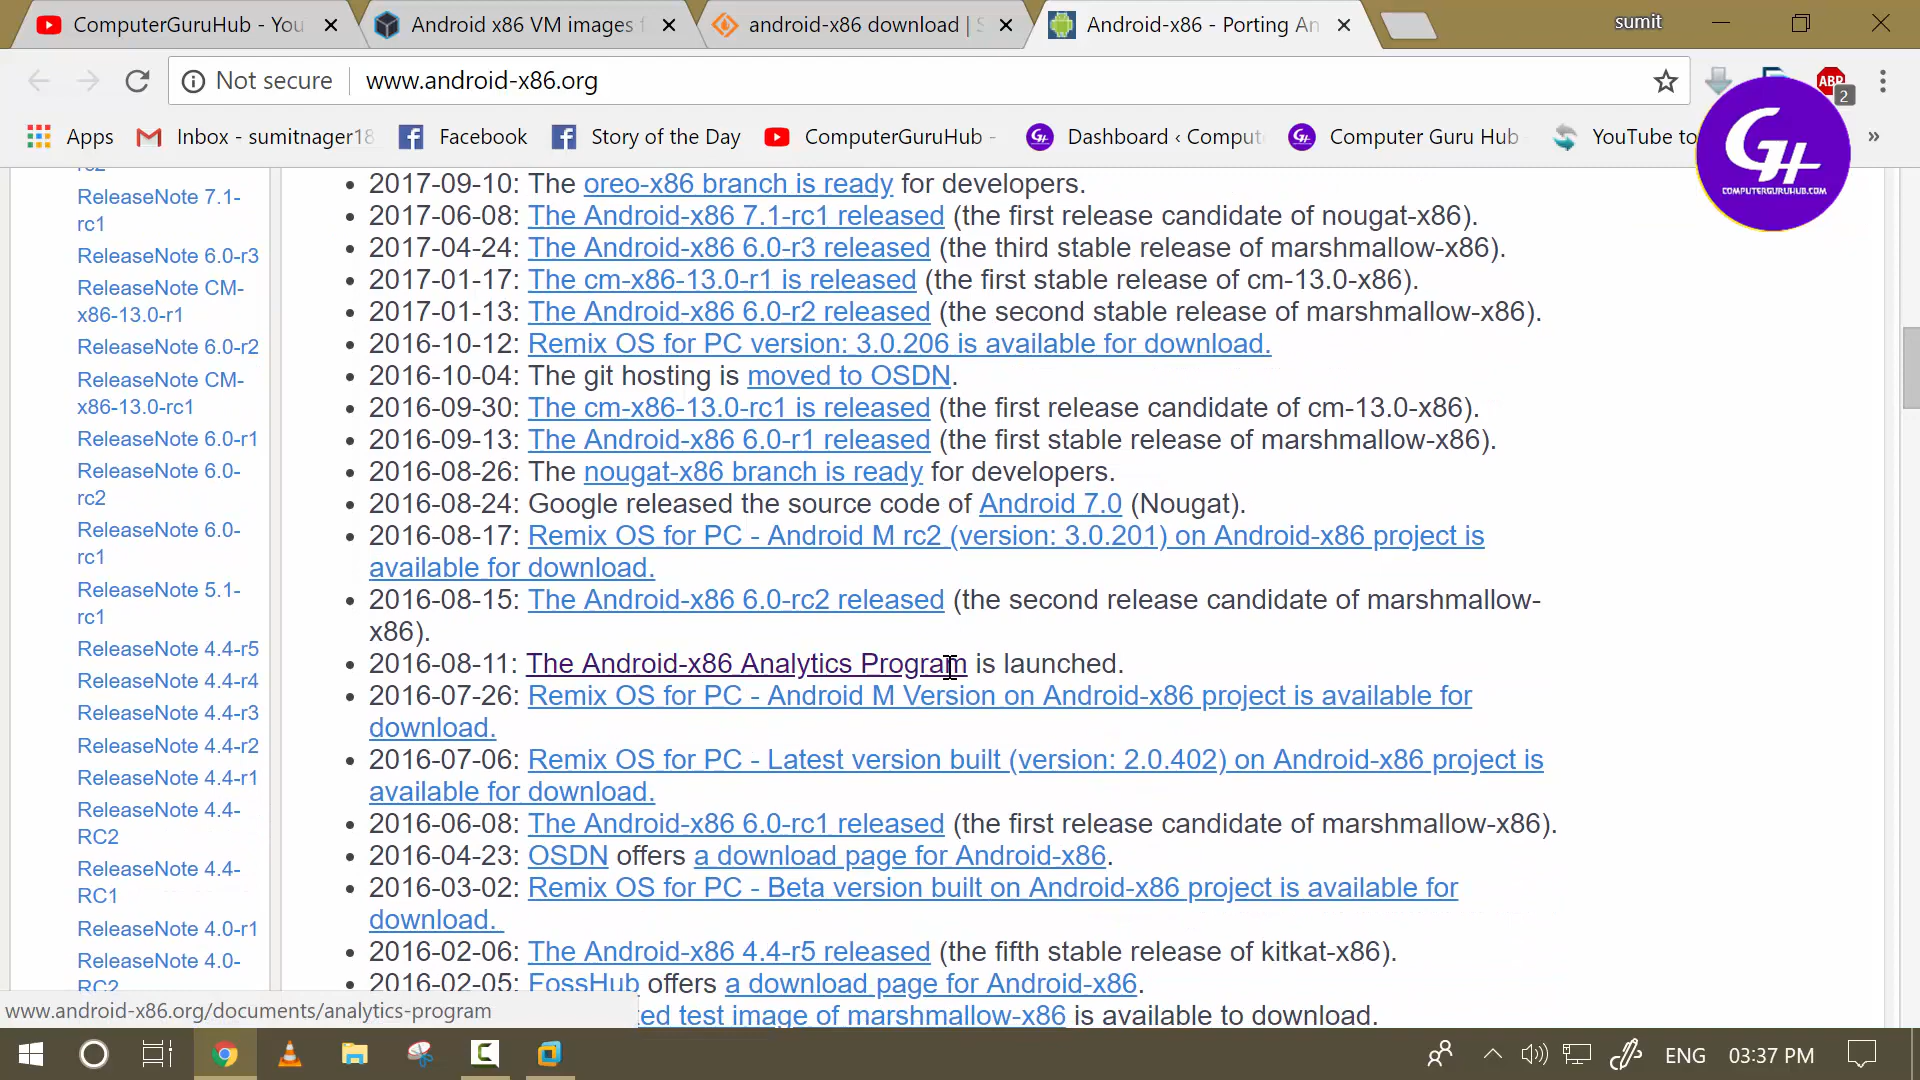 ComputerGuruHub - You
Android x86 VM images f
android-x86 download | S
Android-x86 - Porting An
sumit
Not secure
www.android-x86.org
ABP
2
Apps
Inbox - sumitnager18
Facebook
Story of the Day
ComputerGuruHub -
Dashboard ‹ Comput
Computer Guru Hub
YouTube to
»
GH
COMPUTERGURUHUB.COM
rc2
ReleaseNote 7.1-
rc1
ReleaseNote 6.0-r3
ReleaseNote CM-
x86-13.0-r1
ReleaseNote 6.0-r2
ReleaseNote CM-
x86-13.0-rc1
ReleaseNote 6.0-r1
ReleaseNote 6.0-
rc2
ReleaseNote 6.0-
rc1
ReleaseNote 5.1-
rc1
ReleaseNote 4.4-r5
ReleaseNote 4.4-r4
ReleaseNote 4.4-r3
ReleaseNote 4.4-r2
ReleaseNote 4.4-r1
ReleaseNote 4.4-
RC2
ReleaseNote 4.4-
RC1
ReleaseNote 4.0-r1
ReleaseNote 4.0-
RC2
2017-09-10: The oreo-x86 branch is ready for developers.
2017-06-08: The Android-x86 7.1-rc1 released (the first release candidate of nougat-x86).
2017-04-24: The Android-x86 6.0-r3 released (the third stable release of marshmallow-x86).
2017-01-17: The cm-x86-13.0-r1 is released (the first stable release of cm-13.0-x86).
2017-01-13: The Android-x86 6.0-r2 released (the second stable release of marshmallow-x86).
2016-10-12: Remix OS for PC version: 3.0.206 is available for download.
2016-10-04: The git hosting is moved to OSDN.
2016-09-30: The cm-x86-13.0-rc1 is released (the first release candidate of cm-13.0-x86).
2016-09-13: The Android-x86 6.0-r1 released (the first stable release of marshmallow-x86).
2016-08-26: The nougat-x86 branch is ready for developers.
2016-08-24: Google released the source code of Android 7.0 (Nougat).
2016-08-17: Remix OS for PC - Android M rc2 (version: 3.0.201) on Android-x86 project is
available for download.
2016-08-15: The Android-x86 6.0-rc2 released (the second release candidate of marshmallow-
x86).
2016-08-11: The Android-x86 Analytics Program is launched.
2016-07-26: Remix OS for PC - Android M Version on Android-x86 project is available for
download.
2016-07-06: Remix OS for PC - Latest version built (version: 2.0.402) on Android-x86 project is
available for download.
2016-06-08: The Android-x86 6.0-rc1 released (the first release candidate of marshmallow-x86).
2016-04-23: OSDN offers a download page for Android-x86.
2016-03-02: Remix OS for PC - Beta version built on Android-x86 project is available for
download.
2016-02-06: The Android-x86 4.4-r5 released (the fifth stable release of kitkat-x86).
2016-02-05: FossHub offers a download page for Android-x86.
test image of marshmallow-x86 is available to download.
www.android-x86.org/documents/analytics-program
ENG
03:37 PM